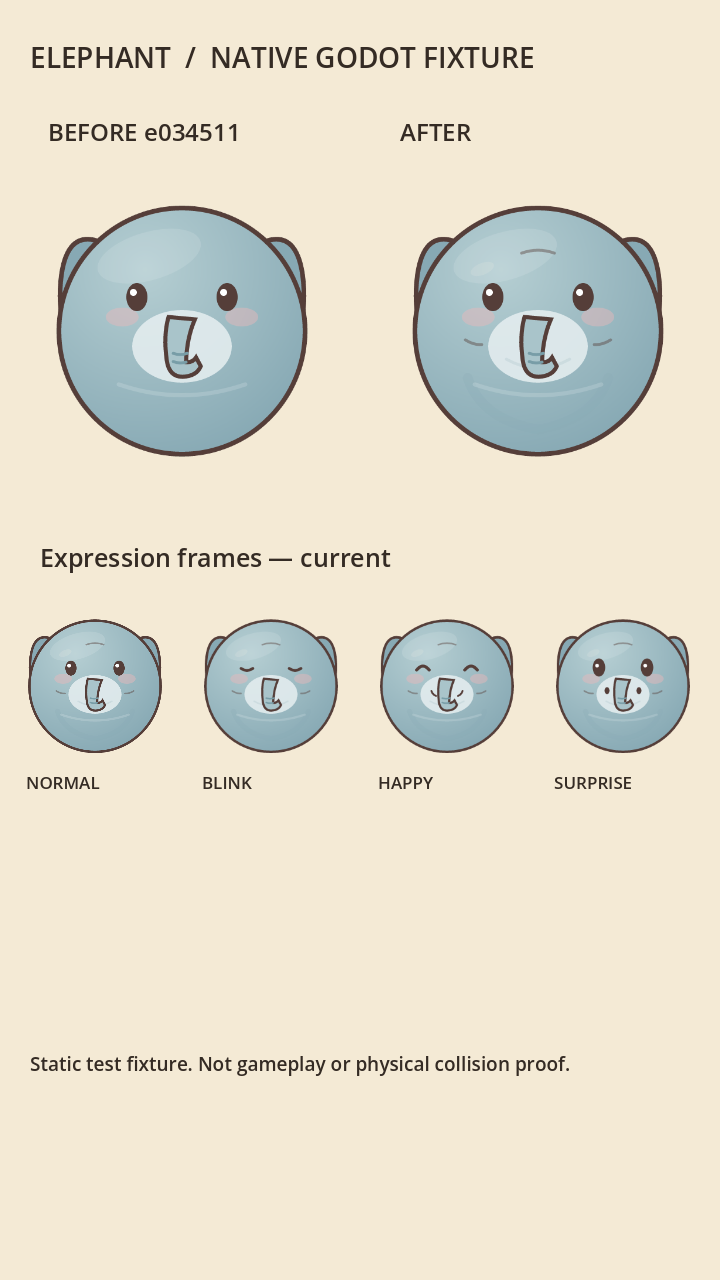 ELEPHANT / NATIVE GODOT FIXTURE
BEFORE e034511
AFTER
Expression frames — current
NORMAL
BLINK
HAPPY
SURPRISE
Static test fixture. Not gameplay or physical collision proof.